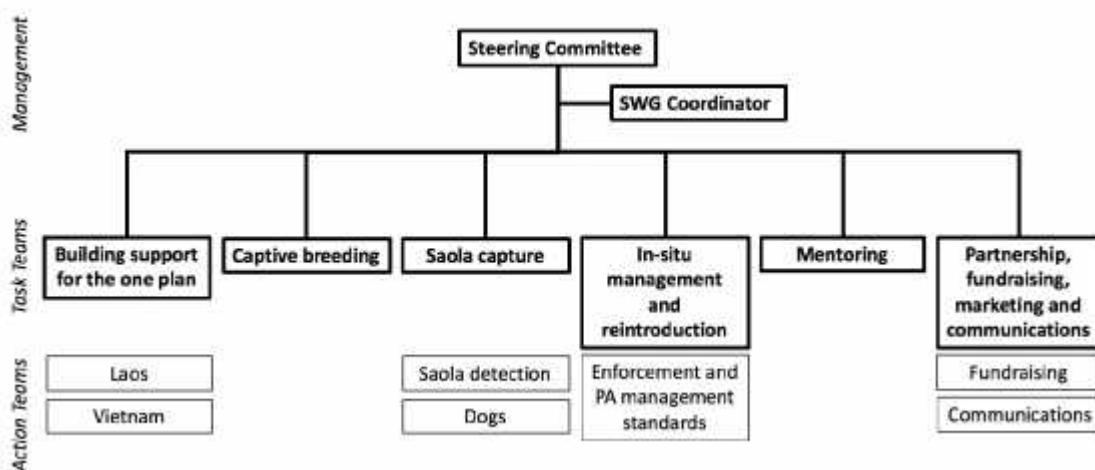 Management
Steering Committee
SWG Coordinator
Task Teams
Building support
for the one plan
Captive breeding
Saola capture
In-situ
management
and
reintroduction
Mentoring
Partnership,
fundraising,
marketing and
communications
Action Teams
Laos
Vietnam
Saola detection
Dogs
Enforcement and
PA management
standards
Fundraising
Communications